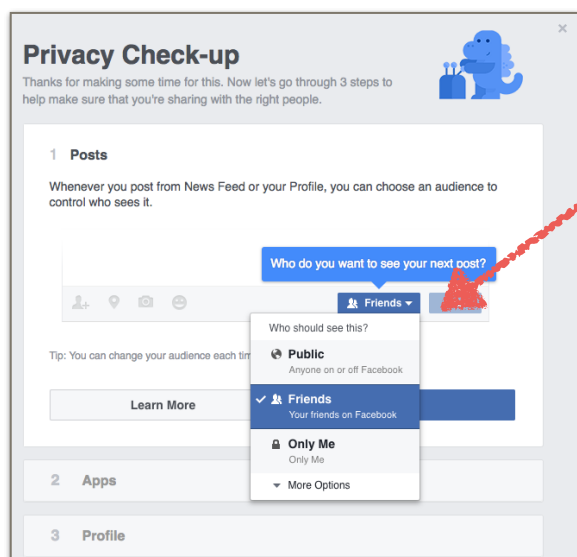 Privacy Check-up
Thanks for making some time for this. Now let's go through 3 steps to
help make sure that you're sharing with the right people.
1 Posts
Whenever you post from News Feed or your Profile, you can choose an audience to
control who sees it.
Who do you want to see your next post?
Friends
Who should see this?
Public
Anyone on or off Facebook
Friends
Your friends on Facebook
Only Me
Only Me
More Options
Tip: You can change your audience each
Learn More
2 Apps
3 Profile